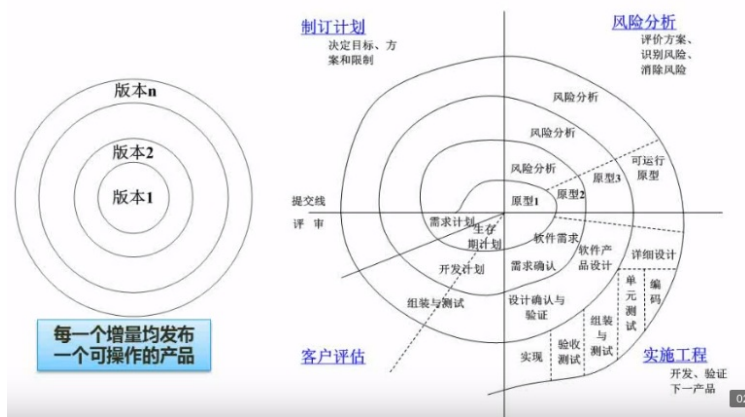 版本n
版本2
版本1
每一个增量均发布
一个可操作的产品
制订计划
决定目标、方
案和限制
风险分析
评价方案、
识别风险、
消除风险
风险分析
风险分析
风险分析
可运行
原型
原型3
原型2
原型1
提交线
评 审
需求计划
生存
期计划
开发计划
组装与测试
软件需求
需求确认
软件产
品设计
设计确认与
验证
详细设计
单
元
测
试
编
码
组装
与
测试
验收
测试
实现
客户评估
实施工程
开发、验证
下一产品
02